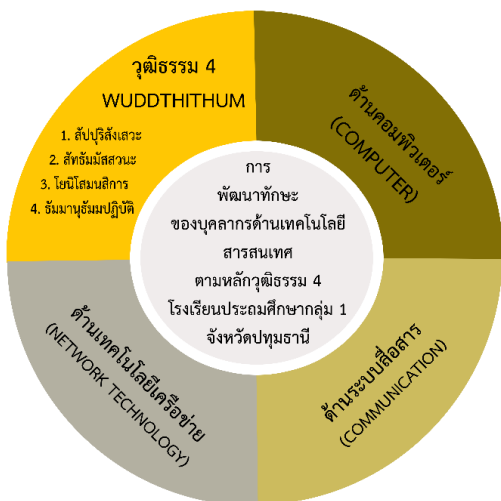 วุฒิธรรม 4
WUDDTHITHUM
1. สัปปุริสังเสวะ
2. สัทธัมมัสสวนะ
3. โยนิโสมนสิการ
4. ธัมมานุธัมมปฏิบัติ
ด้านคอมพิวเตอร์
(COMPUTER)
การ
พัฒนาทักษะ
ของบุคลากรด้านเทคโนโลยี
สารสนเทศ
ตามหลักวุฒิธรรม 4
โรงเรียนประถมศึกษากลุ่ม 1
จังหวัดปทุมธานี
ด้านเทคโนโลยีเครือข่าย
(NETWORK TECHNOLOGY)
ด้านระบบสื่อสาร
(COMMUNICATION)